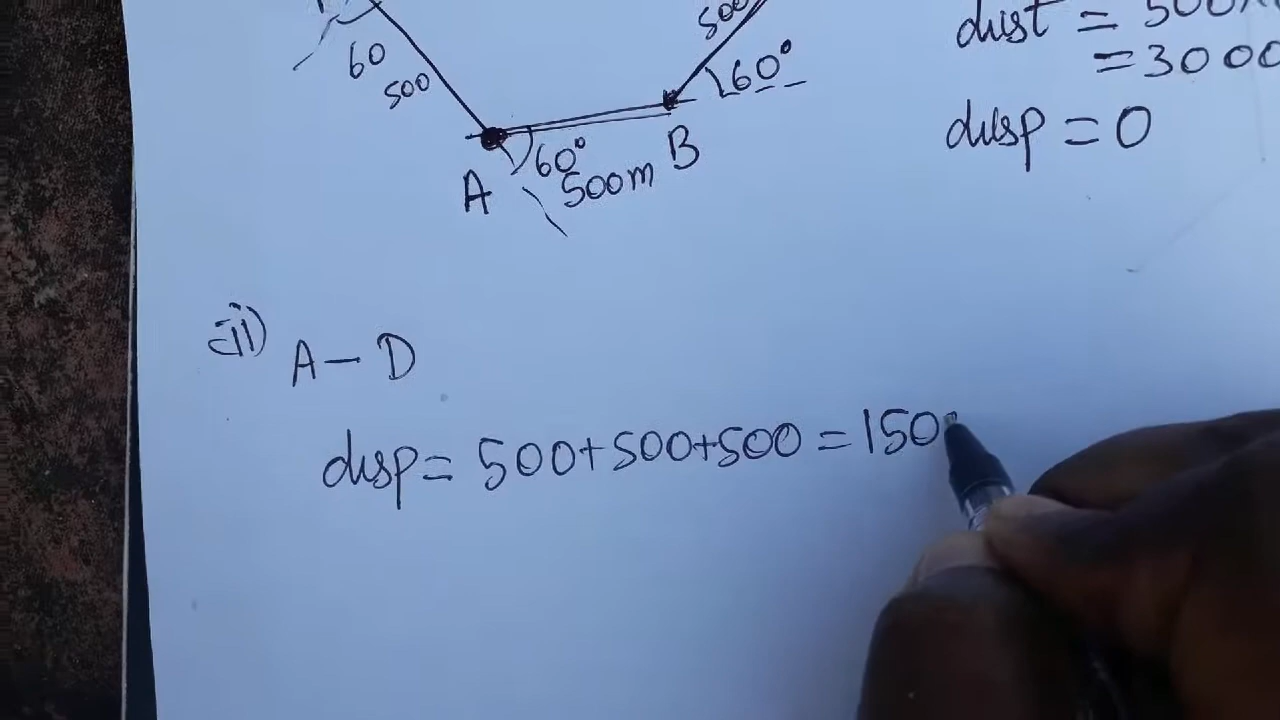 500
dist = 500
= 3000
60
500
60°
disp = 0
60°
B
A
500m
ii)
A - D
disp = 500+500+500 = 150